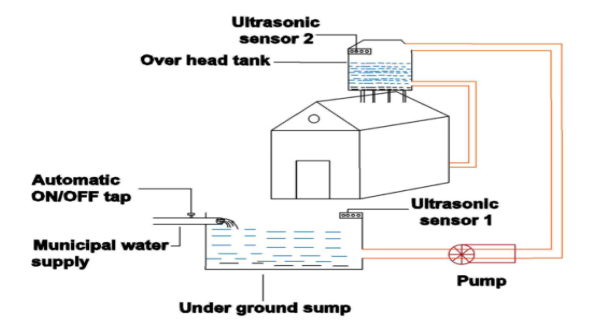 Ultrasonic
sensor 2
Over head tank
Automatic
ON/OFF tap
Ultrasonic
sensor 1
Municipal water
supply
Pump
Under ground sump